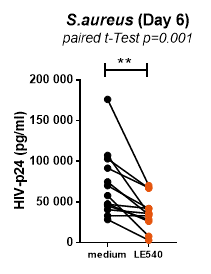 S.aureus (Day 6)
paired t-Test p=0.001
**
HIV-p24 (pg/ml)
200 000
150 000
100 000
50 000
0
medium LE540